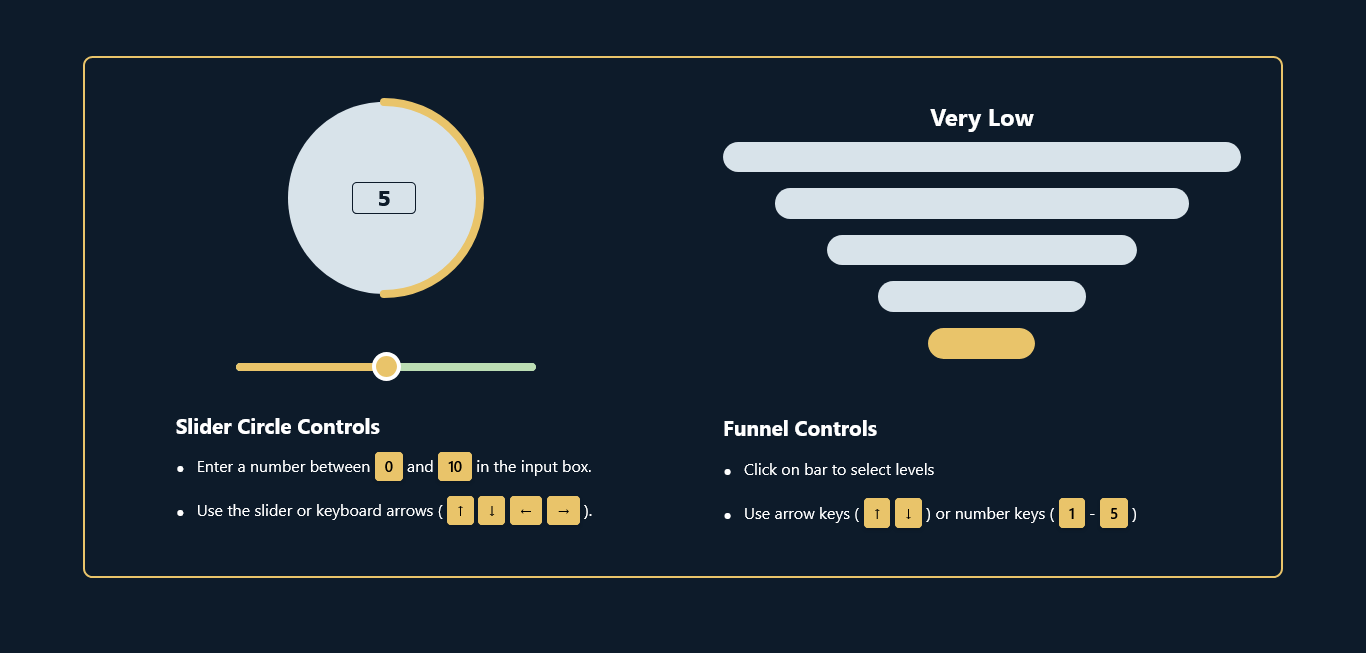 5
Very Low
Slider Circle Controls
Enter a number between 0 and 10 in the input box.
Use the slider or keyboard arrows ( ↑ ↓ ← → ).
Funnel Controls
Click on bar to select levels
Use arrow keys ( ↑ ↓ ) or number keys ( 1 - 5 )